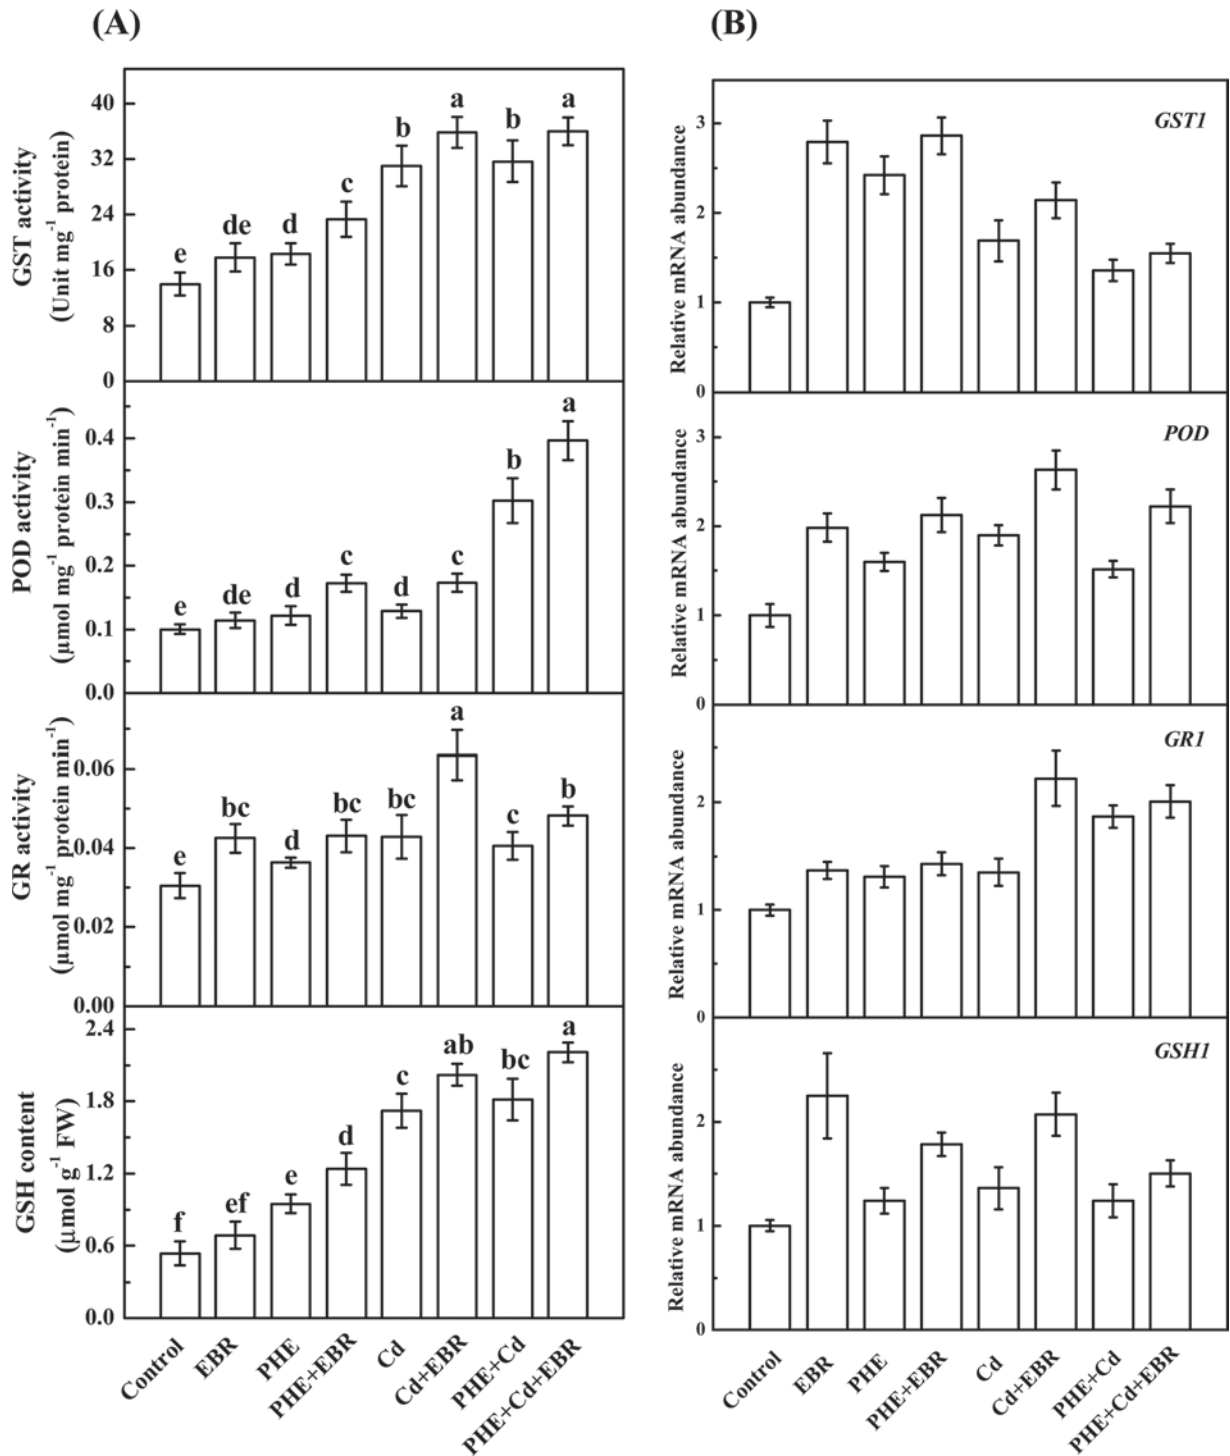 (A)
GST activity
(Unit mg⁻¹ protein)
40
32
24
16
8
0
e
de
d
c
b
a
b
a
POD activity
(μmol mg⁻¹ protein min⁻¹)
0.4
0.3
0.2
0.1
0.0
e
de
d
c
d
c
b
a
GR activity
(μmol mg⁻¹ protein min⁻¹)
0.06
0.04
0.02
0.00
e
bc
d
bc
bc
a
c
b
GSH content
(μmol g⁻¹ FW)
2.4
1.8
1.2
0.6
0.0
f
ef
e
d
c
ab
bc
a
Control
EBR
PHE
PHE+EBR
Cd
Cd+EBR
PHE+Cd
PHE+Cd+EBR
(B)
Relative mRNA abundance
3
2
1
0
GST1
Relative mRNA abundance
3
2
1
0
POD
Relative mRNA abundance
2
1
0
GR1
Relative mRNA abundance
2
1
0
GSH1
Control
EBR
PHE
PHE+EBR
Cd
Cd+EBR
PHE+Cd
PHE+Cd+EBR